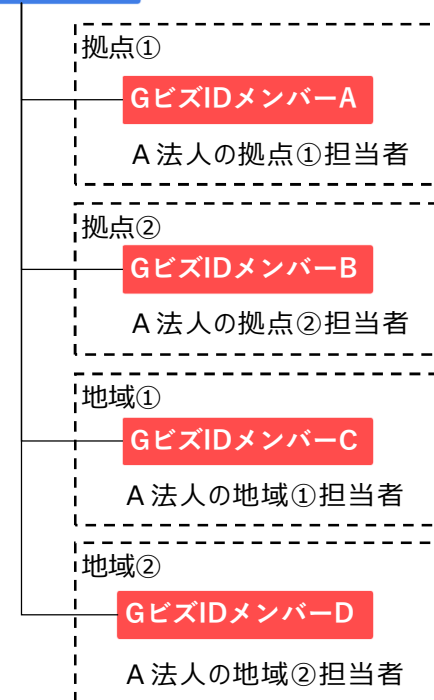 拠点①
GビズIDメンバーA
A法人の拠点①担当者
拠点②
GビズIDメンバーB
A法人の拠点②担当者
地域①
GビズIDメンバーC
A法人の地域①担当者
地域②
GビズIDメンバーD
A法人の地域②担当者